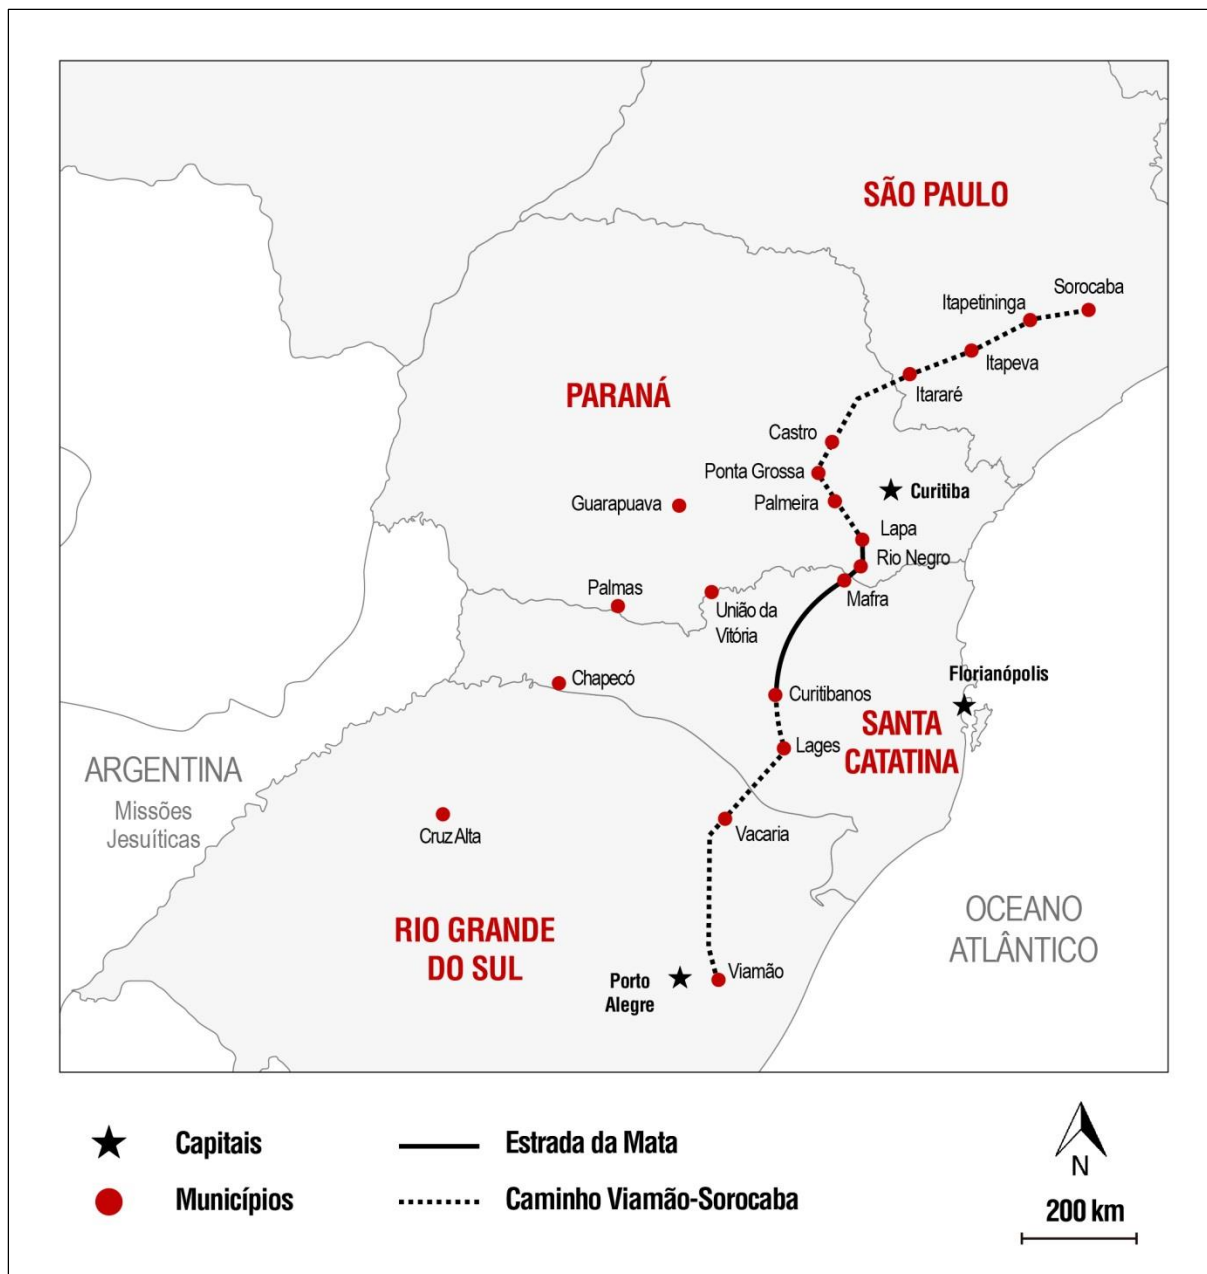 SÃO PAULO
Sorocaba
Itapetininga
Itapeva
Itararé
PARANÁ
Castro
Ponta Grossa
Curitiba
Guarapuava
Palmeira
Lapa
Rio Negro
Palmas
Mafra
União da
Vitória
Chapecó
Florianópolis
Curitibanos
SANTA
CATATINA
Lages
ARGENTINA
Missões
Jesuíticas
Cruz Alta
Vacaria
OCEANO
ATLÂNTICO
RIO GRANDE
DO SUL
Porto
Alegre
Viamão
Capitais
Estrada da Mata
Municípios
Caminho Viamão-Sorocaba
N
200 km